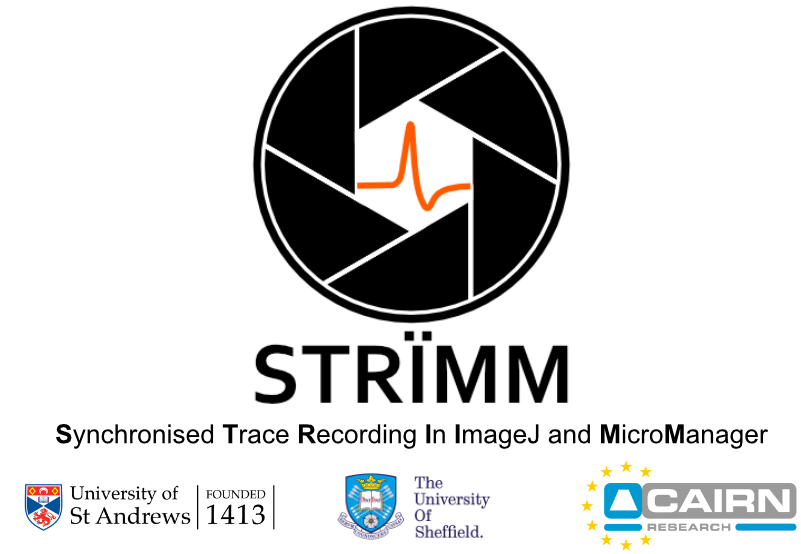 STRÏMM
Synchronised Trace Recording In ImageJ and MicroManager
University of
St Andrews
FOUNDED
1413
The
University
Of
Sheffield.
CAIRN
RESEARCH